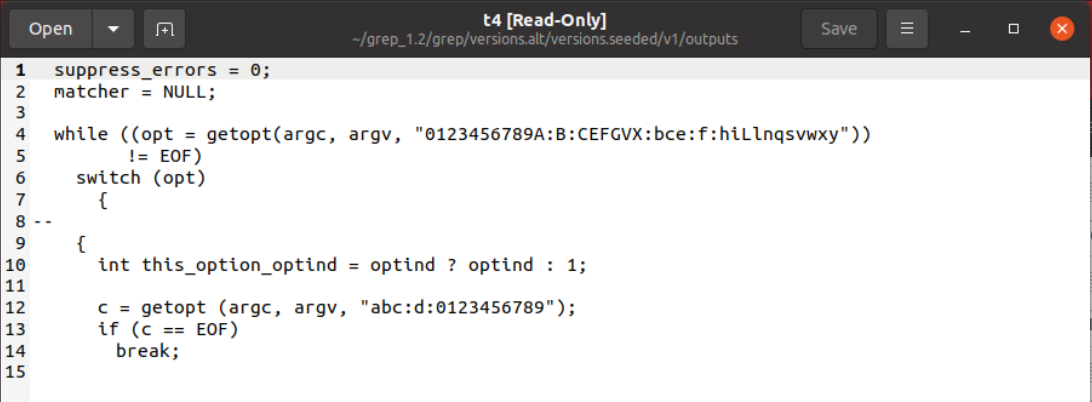 Open
t4 [Read-Only]
~/grep_1.2/grep/versions.alt/versions.seeded/v1/outputs
Save
1 suppress_errors = 0;
2 matcher = NULL;
3
4 while ((opt = getopt(argc, argv, "0123456789A:B:CEFGVX:bce:f:hiLlnqsvwxy"))
5 != EOF)
6 switch (opt)
7 {
8 --
9 {
10 int this_option_optind = optind ? optind : 1;
11
12 c = getopt (argc, argv, "abc:d:0123456789");
13 if (c == EOF)
14 break;
15